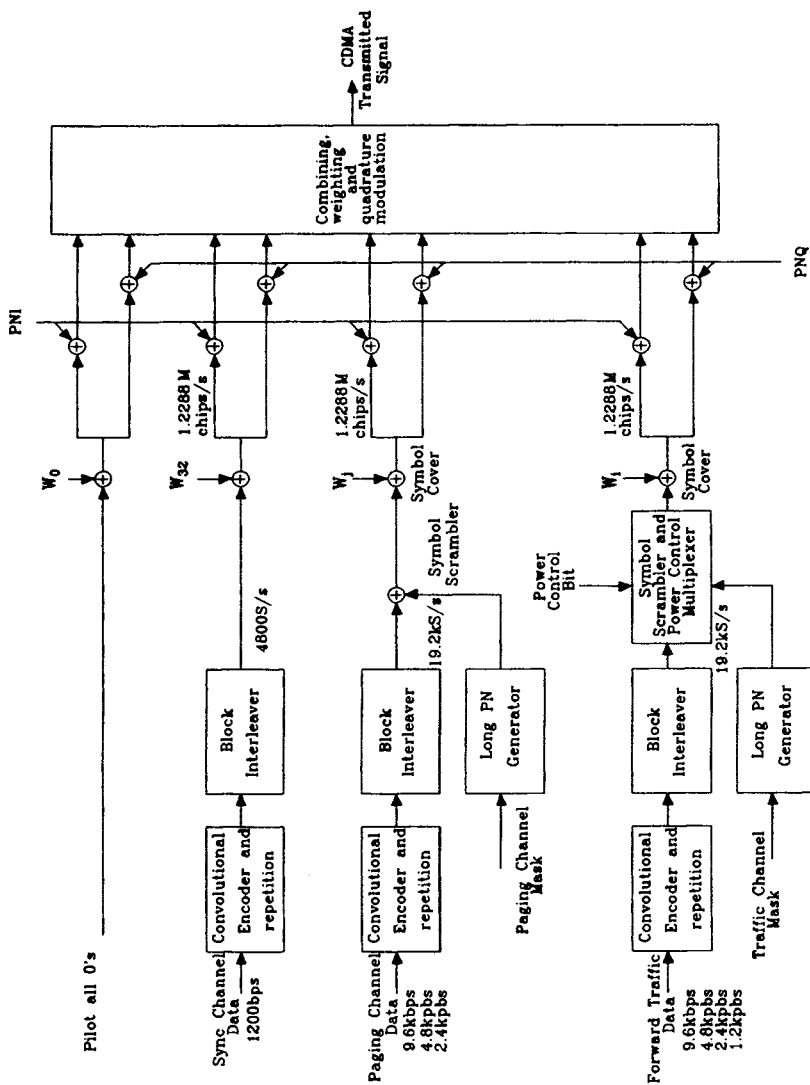 Pilot all 0's
W0
PNI
Sync Channel
Data
1200bps
Convolutional
Encoder and
repetition
Block
Interleaver
4800S/s
W32
1.2288M
chips/s
Paging Channel
Data
9.6kbps
4.8kpbs
2.4kpbs
Convolutional
Encoder and
repetition
Block
Interleaver
19.2kS/s
Symbol
Scrambler
Wj
Symbol
Cover
1.2288M
chips/s
Paging Channel
Mask
Long PN
Generator
Forward Traffic
Data
9.6kbps
4.8kpbs
2.4kpbs
1.2kpbs
Convolutional
Encoder and
repetition
Block
Interleaver
19.2kS/s
Power
Control
Bit
Symbol
Scrambler and
Power Control
Multiplexer
Wi
Symbol
Cover
1.2288M
chips/s
Traffic Channel
Mask
Long PN
Generator
PNQ
Combining,
weighting
and
quadrature
modulation
CDMA
Transmitted
Signal